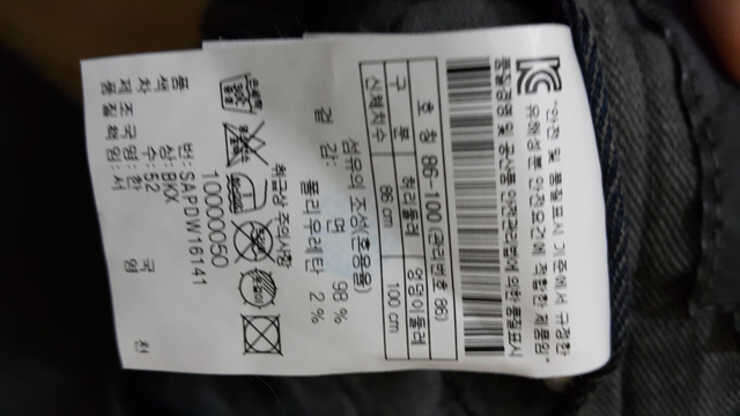 KC "안전 및 품질표시 기준에서 규정한
유해성분 안전요건에 적합한 제품임"
품질경영 및 공산품 안전관리법에 의한 품질표시
호 칭 86-100 (관리번호 86)
구 분 허리둘레 엉덩이둘레
신체치수 86 cm 100 cm
섬유의 조성(혼용율)
겉 감: 면 98 %
폴리우레탄 2 %
취급상 주의사항
10000050
품 번: SAPDW16141
색 상: BKX
차 수: 52
제 조 국 명: 한 국